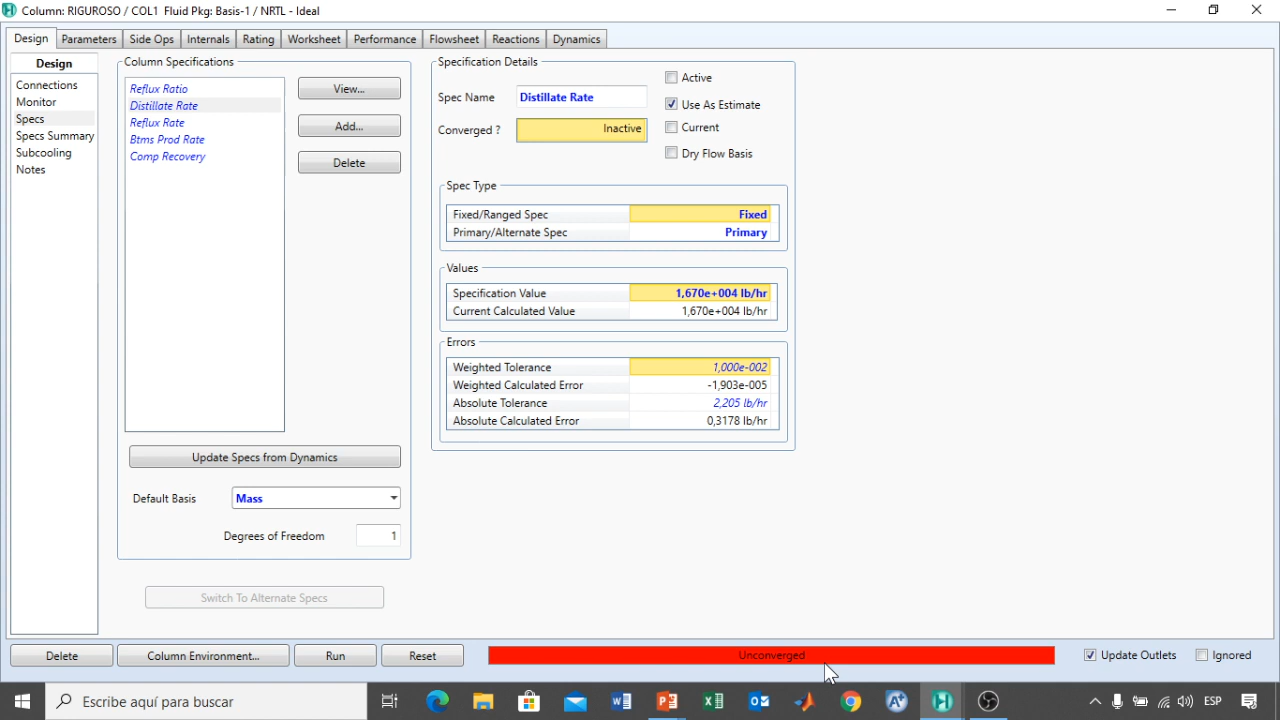 Column: RIGUROSO / COL1 Fluid Pkg: Basis-1 / NRTL - Ideal
Design Parameters Side Ops Internals Rating Worksheet Performance Flowsheet Reactions Dynamics
Design
Connections
Monitor
Specs
Specs Summary
Subcooling
Notes
Column Specifications
Reflux Ratio
Distillate Rate
Reflux Rate
Btms Prod Rate
Comp Recovery
View...
Add...
Delete
Update Specs from Dynamics
Default Basis Mass
Degrees of Freedom 1
Switch To Alternate Specs
Specification Details
Spec Name Distillate Rate
Converged ? Inactive
Active
Use As Estimate
Current
Dry Flow Basis
Spec Type
Fixed/Ranged Spec Fixed
Primary/Alternate Spec Primary
Values
Specification Value 1,670e+004 lb/hr
Current Calculated Value 1,670e+004 lb/hr
Errors
Weighted Tolerance 1,000e-002
Weighted Calculated Error -1,903e-005
Absolute Tolerance 2,205 lb/hr
Absolute Calculated Error 0,3178 lb/hr
Delete Column Environment... Run Reset Unconverged Update Outlets Ignored
Escribe aquí para buscar ESP